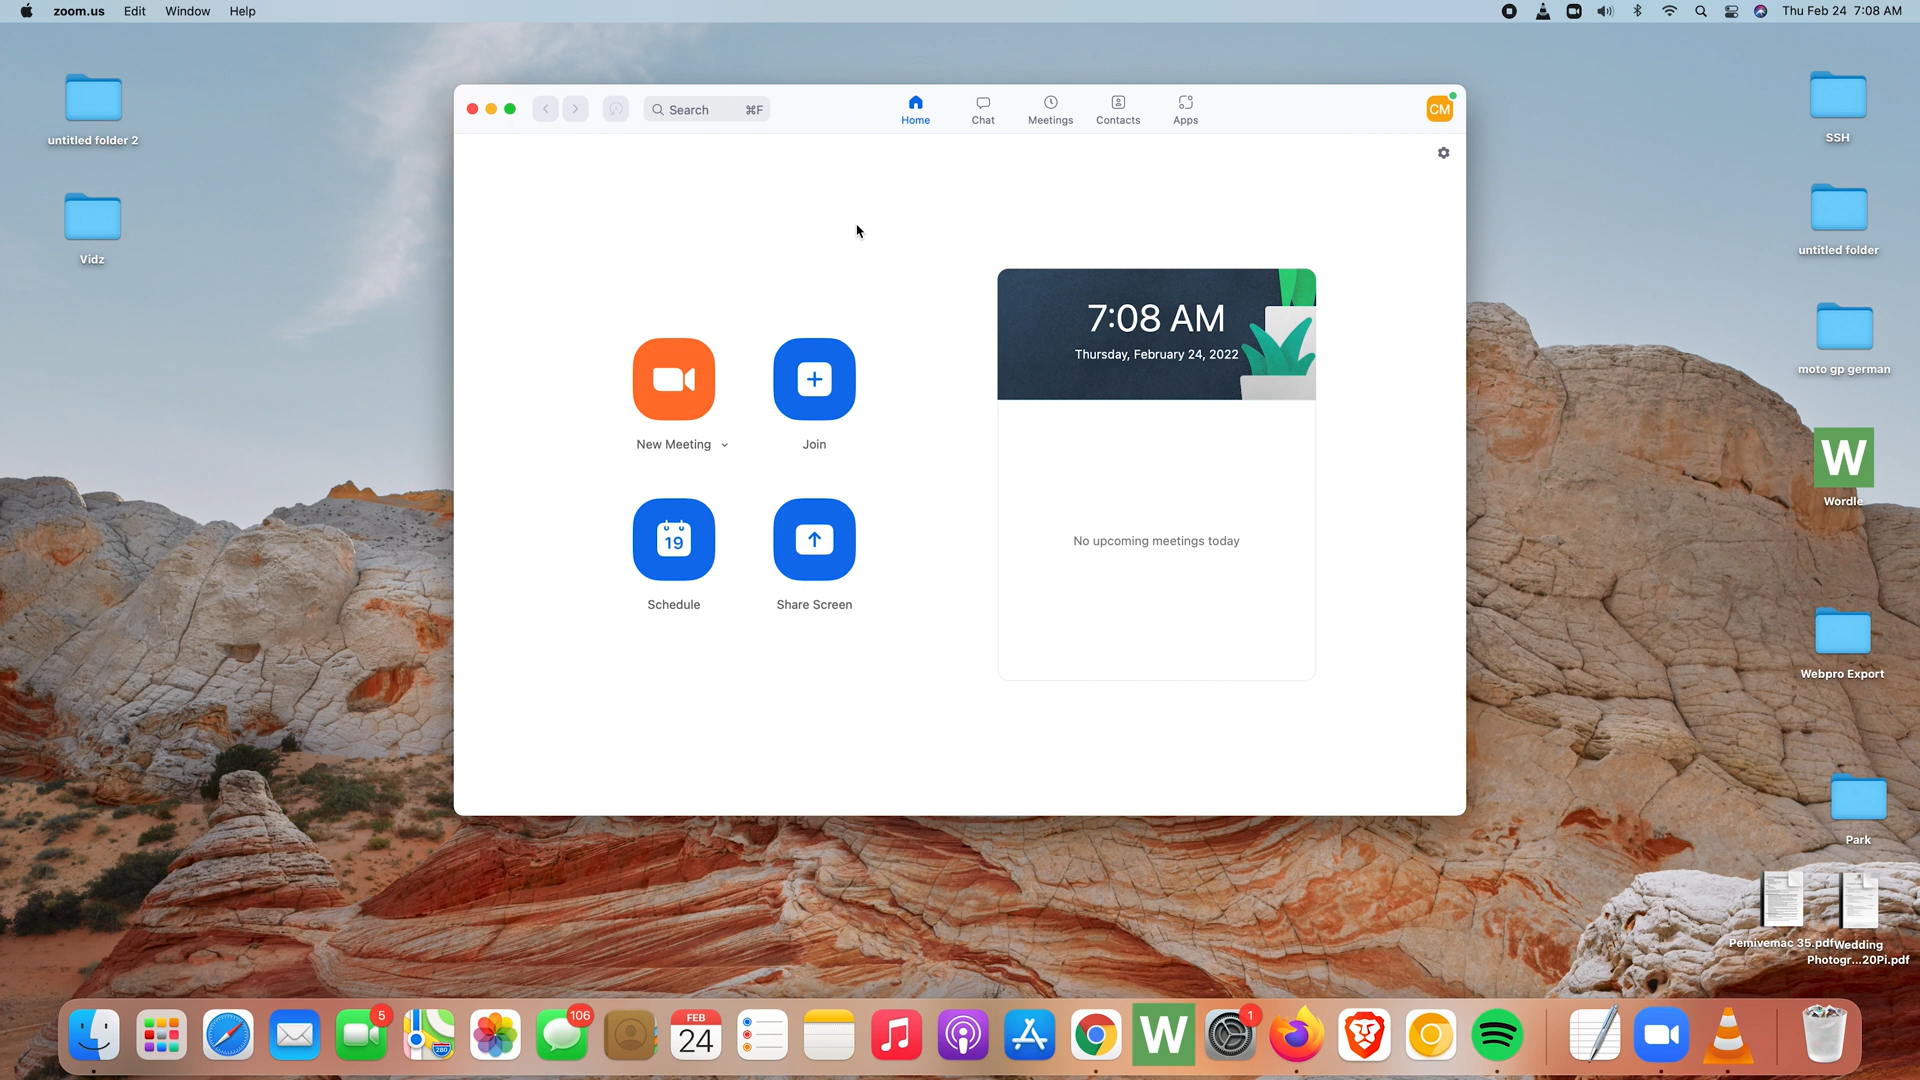 zoom.us Edit Window Help
Thu Feb 24 7:08 AM
untitled folder 2
Vidz
Search ⌘F
Home
Chat
Meetings
Contacts
Apps
CM
New Meeting
Join
19
Schedule
Share Screen
7:08 AM
Thursday, February 24, 2022
No upcoming meetings today
SSH
untitled folder
moto gp german
W
Wordle
Webpro Export
Park
Pemivemac 35.pdf
Wedding
Photogr...20Pi.pdf
5
280
106
FEB
24
W
1